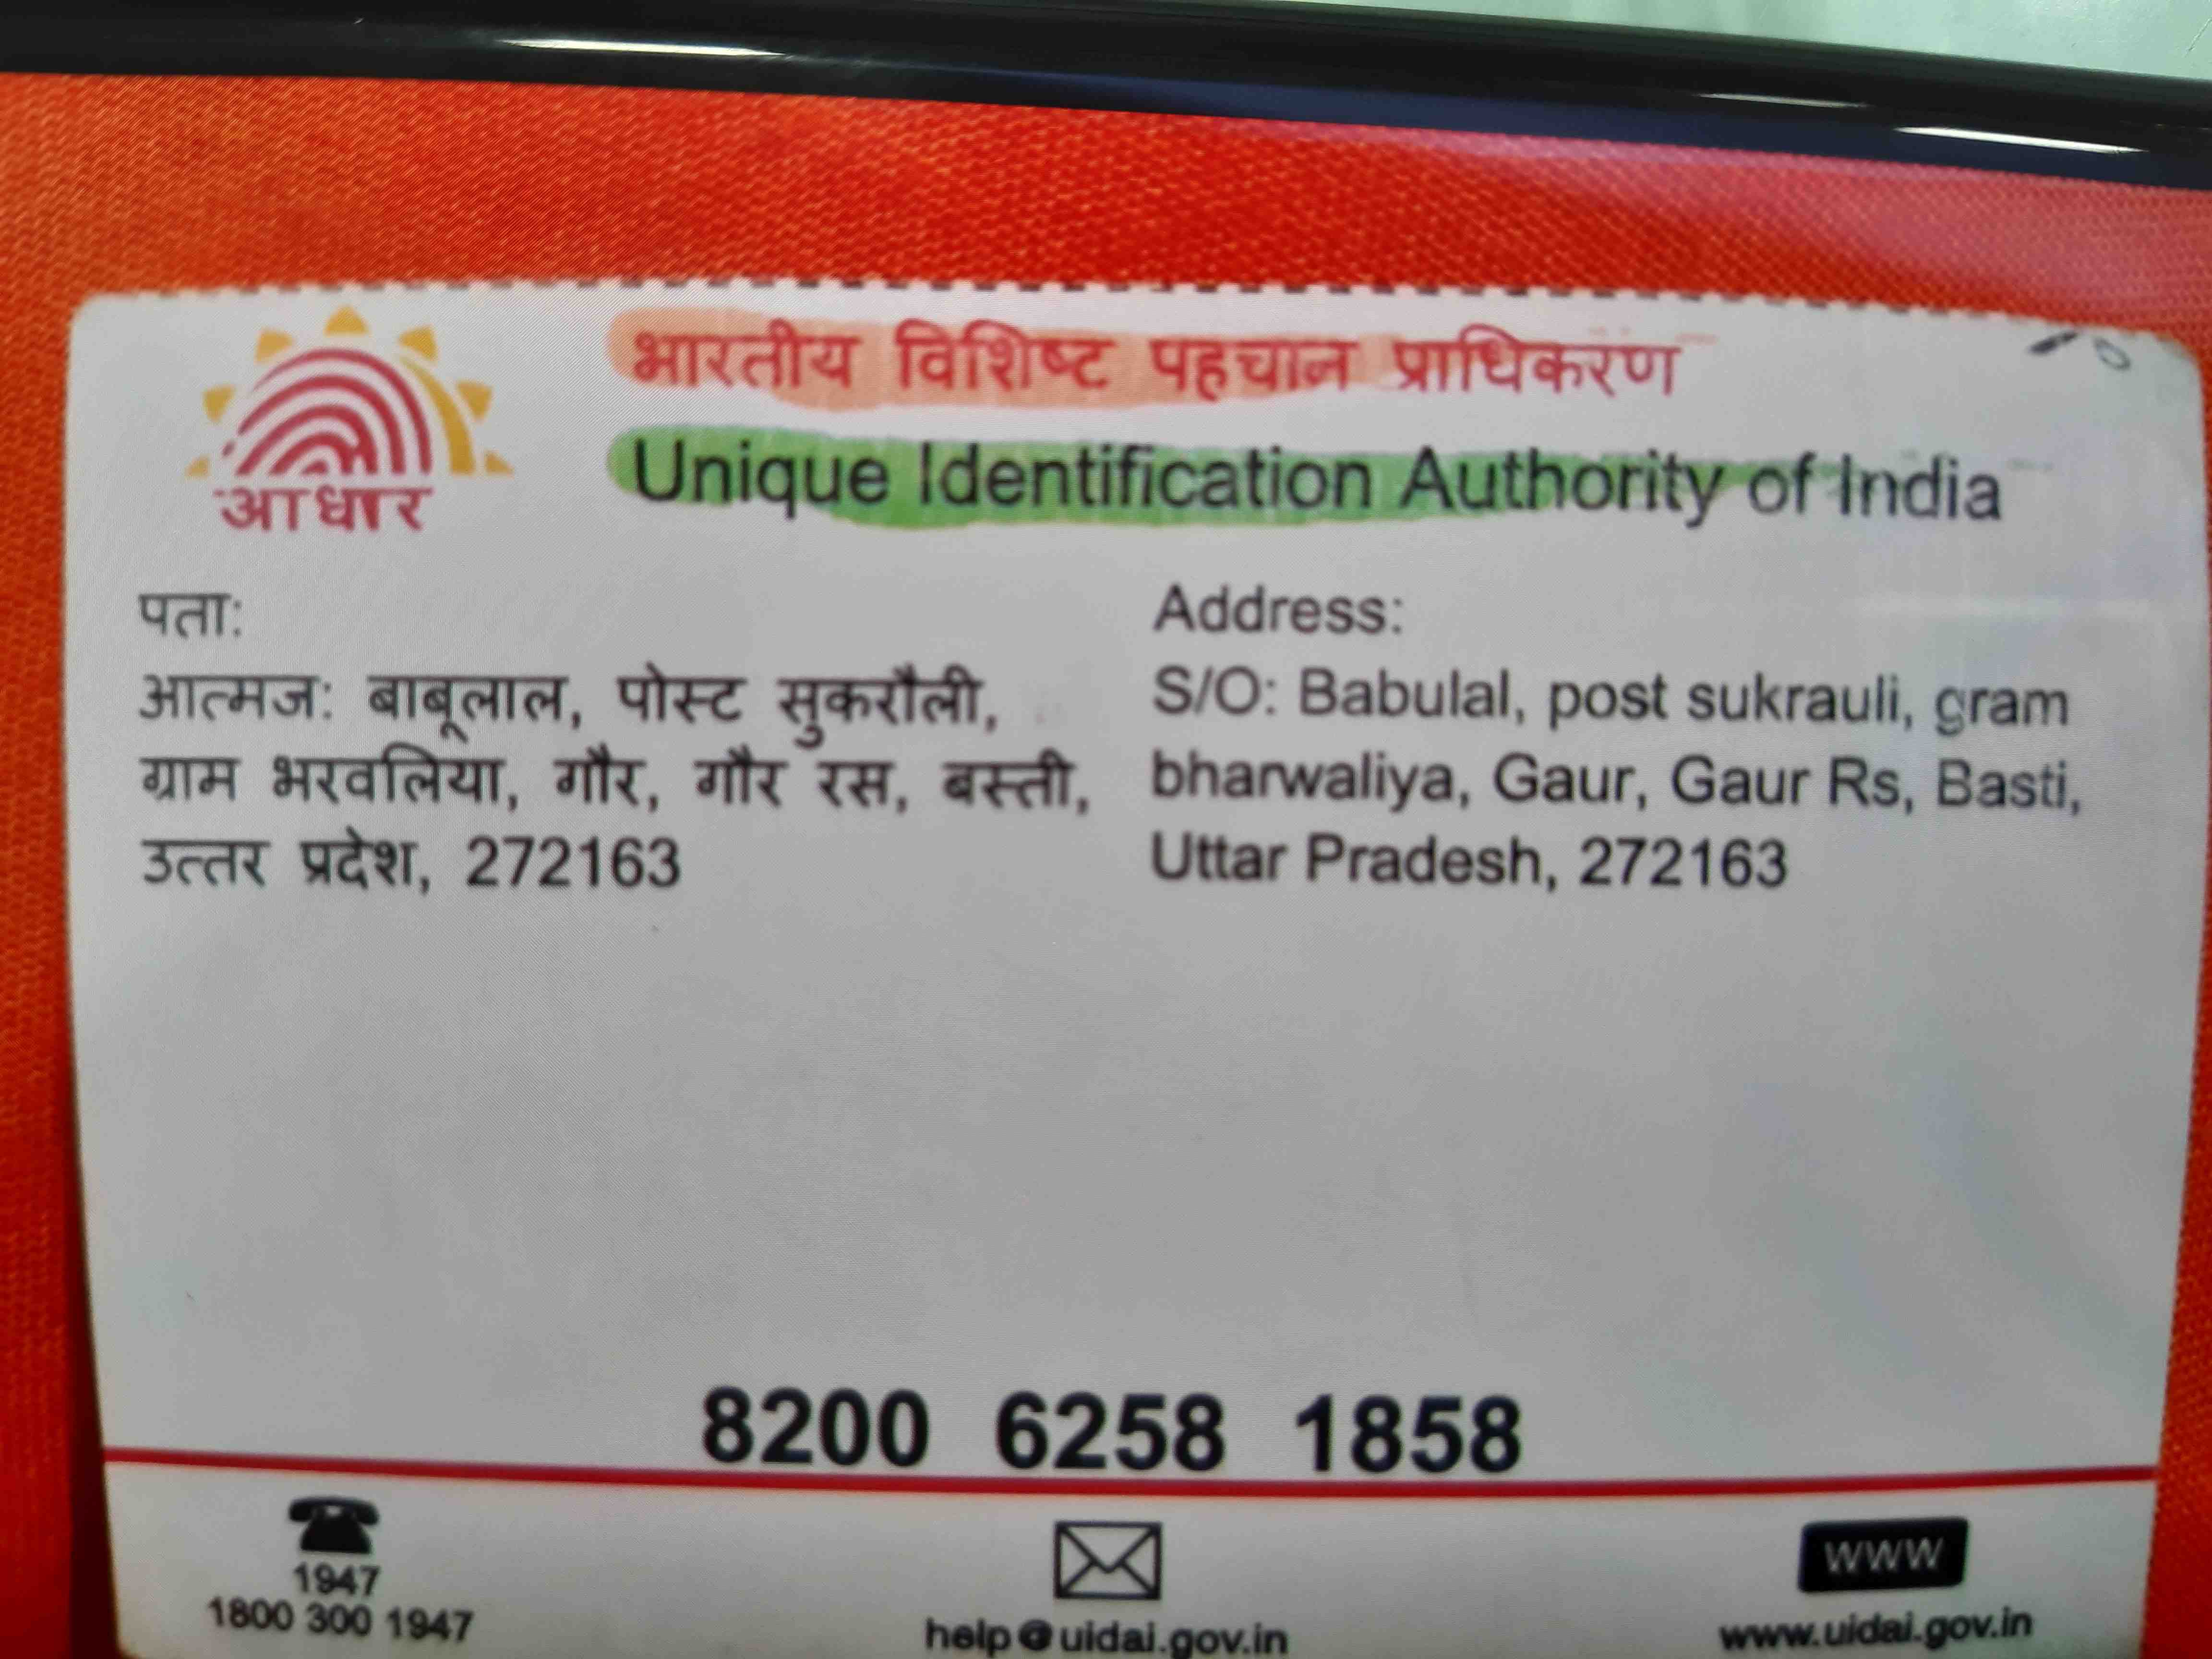 भारतीय विशिष्ट पहचान प्राधिकरण
Unique Identification Authority of India
आधार
पता:
आत्मज: बाबूलाल, पोस्ट सुकरौली,
ग्राम भरवलिया, गौर, गौर रस, बस्ती,
उत्तर प्रदेश, 272163
Address:
S/O: Babulal, post sukrauli, gram
bharwaliya, Gaur, Gaur Rs, Basti,
Uttar Pradesh, 272163
8200 6258 1858
1947
1800 300 1947
help@uidai.gov.in
www
www.uidai.gov.in